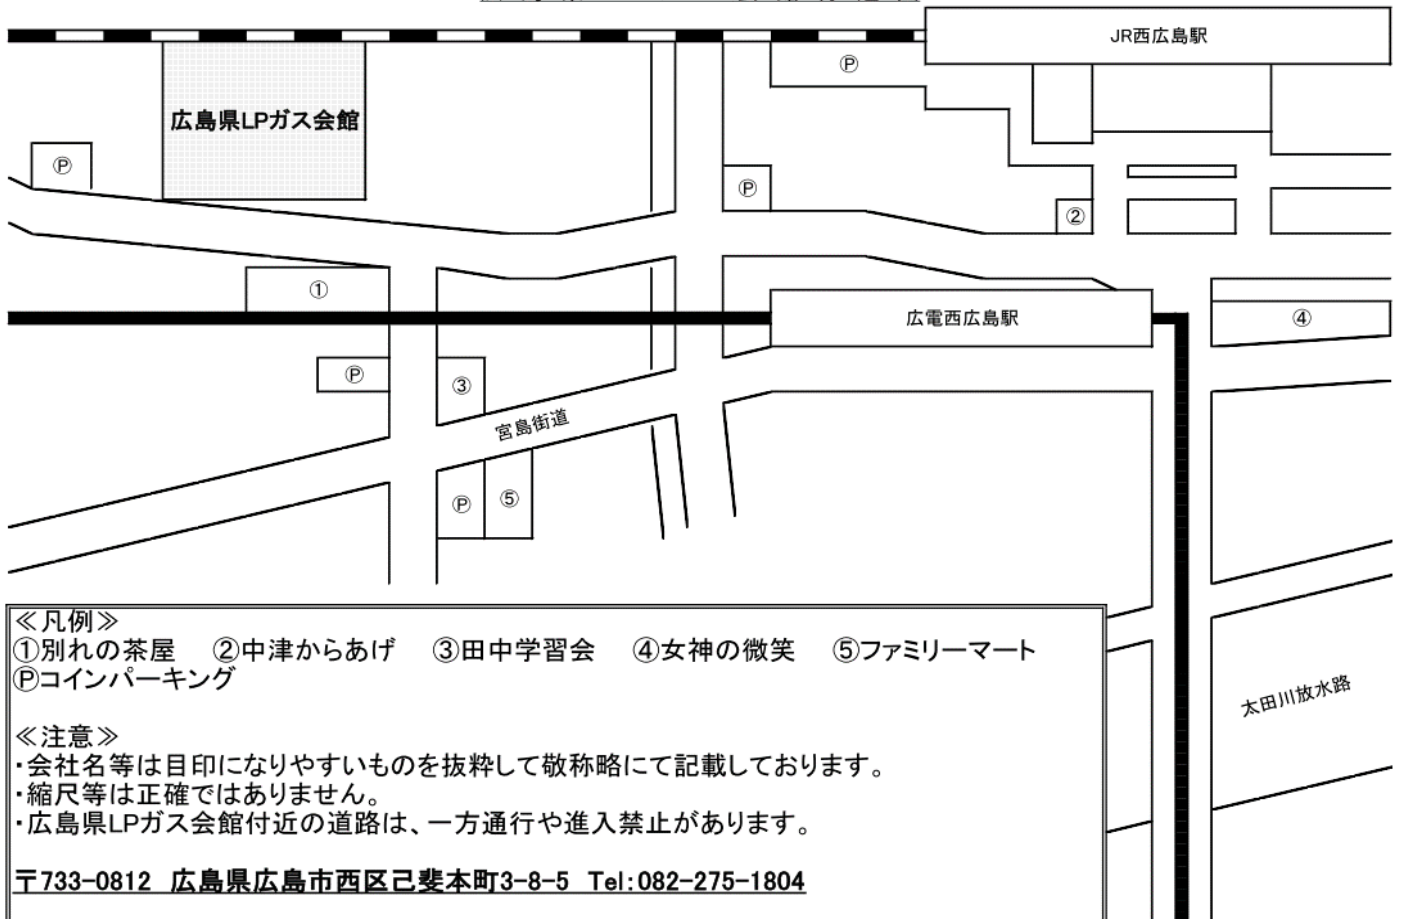 JR西広島駅
Ⓟ
広島県LPガス会館
Ⓟ
Ⓟ
②
①
広電西広島駅
④
Ⓟ
③
宮島街道
Ⓟ
⑤
≪凡例≫
①別れの茶屋 ②中津からあげ ③田中学習会 ④女神の微笑 ⑤ファミリーマート
Ⓟコインパーキング
太田川放水路
≪注意≫
・会社名等は目印になりやすいものを抜粋して敬称略にて記載しております。
・縮尺等は正確ではありません。
・広島県LPガス会館付近の道路は、一方通行や進入禁止があります。
〒733-0812 広島県広島市西区己斐本町3-8-5 Tel:082-275-1804